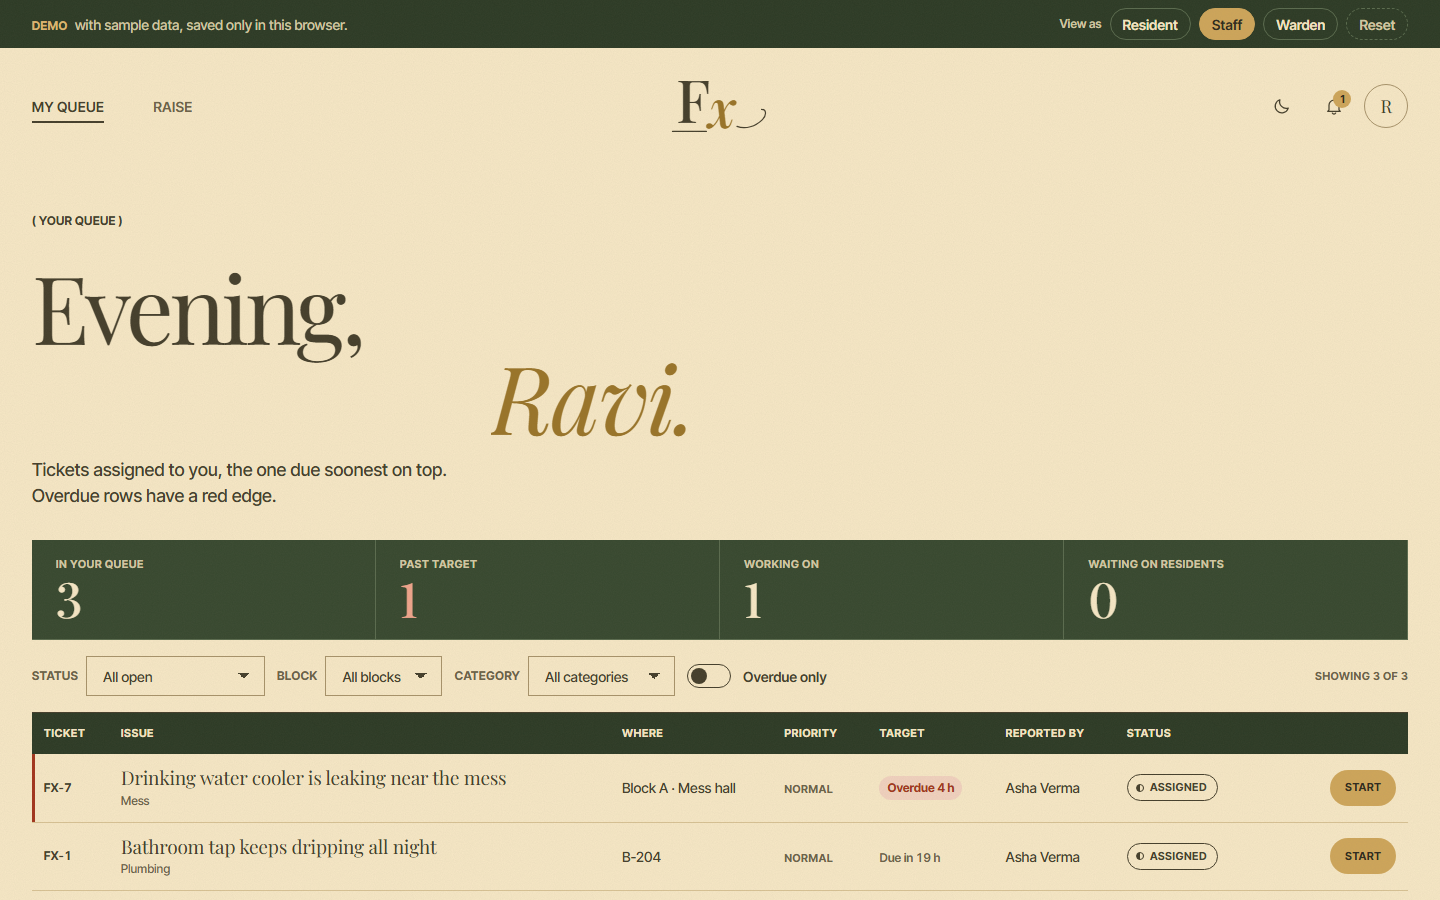 DEMO with sample data, saved only in this browser.
View as Resident Staff Warden Reset
MY QUEUE RAISE
Fx
1
R
( YOUR QUEUE )
Evening,
Ravi.
Tickets assigned to you, the one due soonest on top.
Overdue rows have a red edge.
IN YOUR QUEUE PAST TARGET WORKING ON WAITING ON RESIDENTS
3 1 1 0
STATUS All open BLOCK All blocks CATEGORY All categories Overdue only SHOWING 3 OF 3
TICKET ISSUE WHERE PRIORITY TARGET REPORTED BY STATUS
FX-7 Drinking water cooler is leaking near the mess Block A · Mess hall NORMAL Overdue 4 h Asha Verma ASSIGNED START
Mess
FX-1 Bathroom tap keeps dripping all night B-204 NORMAL Due in 19 h Asha Verma ASSIGNED START
Plumbing